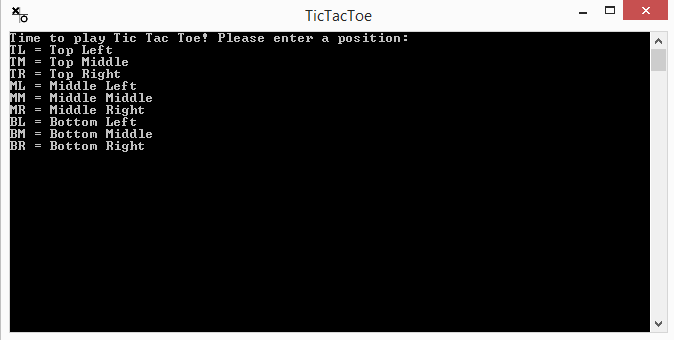 TicTacToe
Time to play Tic Tac Toe! Please enter a position:
TL = Top Left
TM = Top Middle
TR = Top Right
ML = Middle Left
MM = Middle Middle
MR = Middle Right
BL = Bottom Left
BM = Bottom Middle
BR = Bottom Right